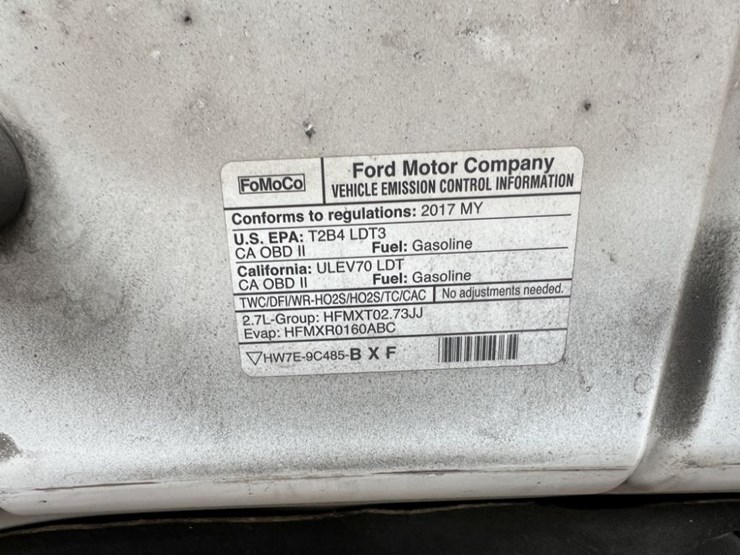 FoMoCo
Ford Motor Company
VEHICLE EMISSION CONTROL INFORMATION
Conforms to regulations: 2017 MY
U.S. EPA: T2B4 LDT3
CA OBD II Fuel: Gasoline
California: ULEV70 LDT
CA OBD II Fuel: Gasoline
TWC/DFI/WR-HO2S/HO2S/TC/CAC No adjustments needed.
2.7L-Group: HFMXT02.73JJ
Evap: HFMXR0160ABC
HW7E-9C485-B X F